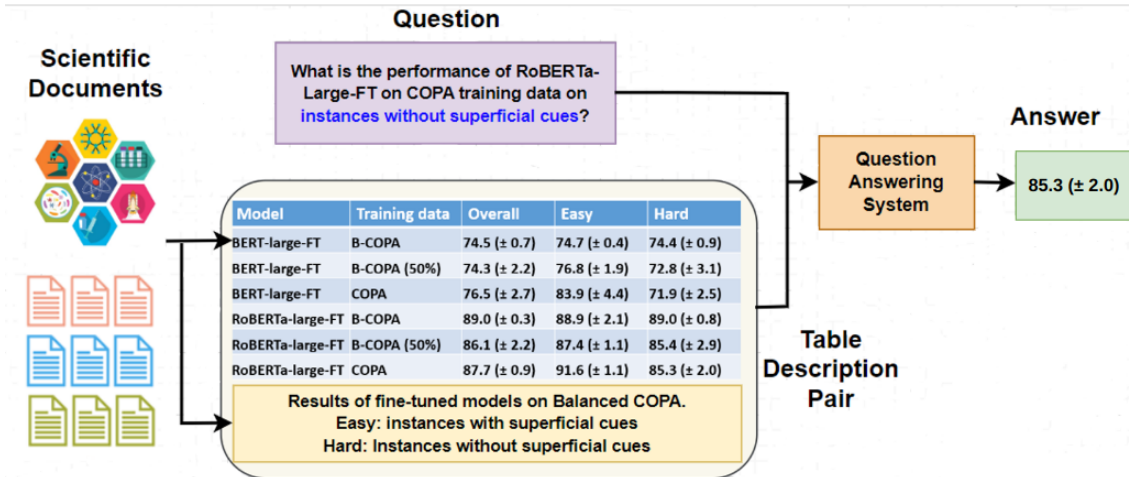 Question
Scientific
Documents
What is the performance of RoBERTa-
Large-FT on COPA training data on
instances without superficial cues?
Answer
Question
Answering
System
85.3 (± 2.0)
Model Training data Overall Easy Hard
BERT-large-FT B-COPA 74.5 (± 0.7) 74.7 (± 0.4) 74.4 (± 0.9)
BERT-large-FT B-COPA (50%) 74.3 (± 2.2) 76.8 (± 1.9) 72.8 (± 3.1)
BERT-large-FT COPA 76.5 (± 2.7) 83.9 (± 4.4) 71.9 (± 2.5)
RoBERTa-large-FT B-COPA 89.0 (± 0.3) 88.9 (± 2.1) 89.0 (± 0.8)
RoBERTa-large-FT B-COPA (50%) 86.1 (± 2.2) 87.4 (± 1.1) 85.4 (± 2.9)
RoBERTa-large-FT COPA 87.7 (± 0.9) 91.6 (± 1.1) 85.3 (± 2.0)
Results of fine-tuned models on Balanced COPA.
Easy: instances with superficial cues
Hard: Instances without superficial cues
Table
Description
Pair